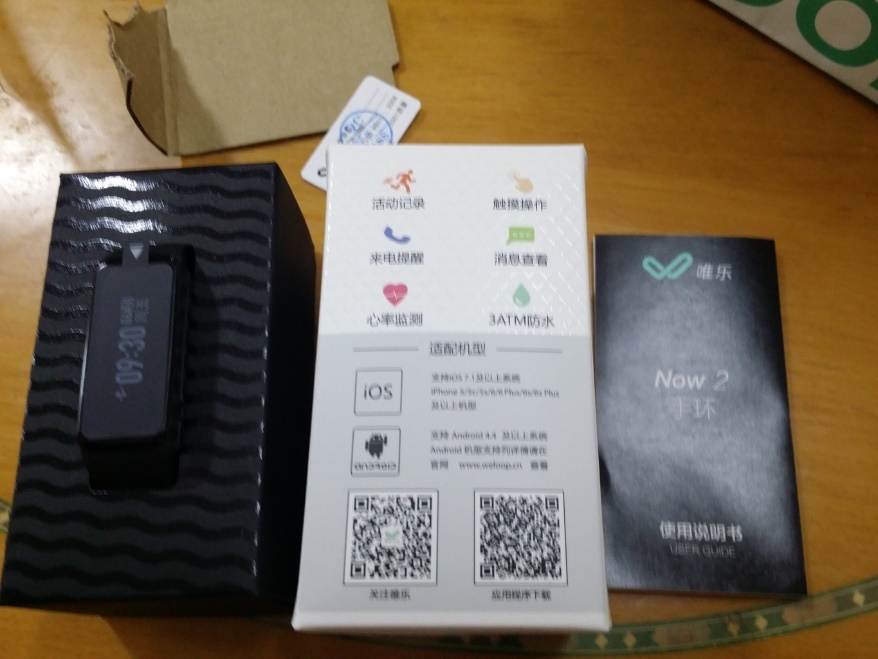 09:30
活动记录 触摸操作
来电提醒 消息查看
心率监测 3ATM防水
适配机型
iOS
支持iOS 7.1及以上系统
iPhone 5/5c/5s/6/6 Plus/6s/6s Plus
及以上机型
android
支持 Android 4.4 及以上系统
Android 机型支持列详情请在
官网 www.weloop.cn 查看
关注唯乐 应用程序下载
唯乐
Now 2
手环
使用说明书
USER GUIDE